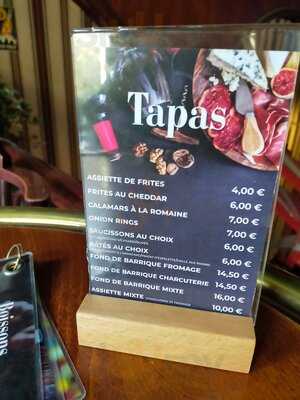 Tapas
ASSIETTE DE FRITES 4,00 €
FRITES AU CHEDDAR 6,00 €
CALAMARS À LA ROMAINE 7,00 €
ONION RINGS 7,00 €
SAUCISSONS AU CHOIX 6,00 €
PÂTÉS AU CHOIX 6,00 €
FOND DE BARRIQUE FROMAGE 14,50 €
FOND DE BARRIQUE CHARCUTERIE 14,50 €
FOND DE BARRIQUE MIXTE 16,00 €
ASSIETTE MIXTE 10,00 €
Boissons